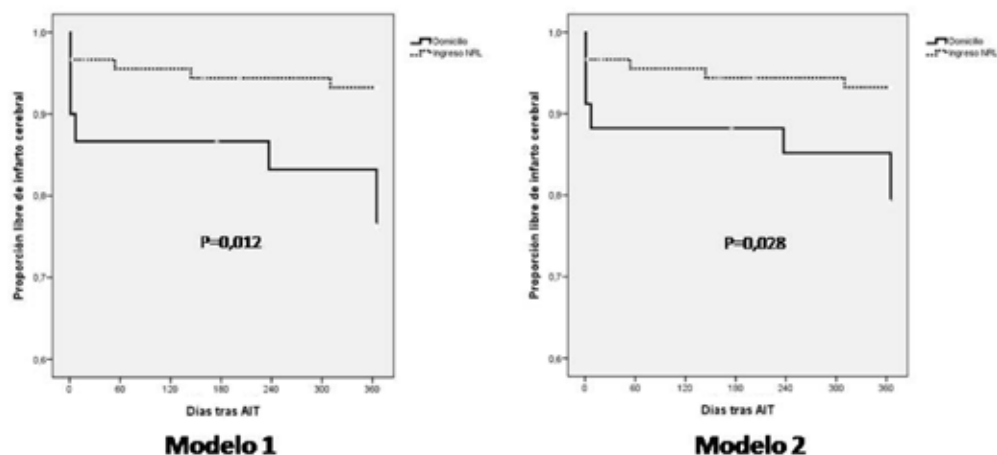 Proporción libre de infarto cerebral
1,0
0,9
0,8
0,7
0,6
0
60
120
180
240
300
360
Días tras AIT
P=0,012
Domicilio
Ingreso NRL
Modelo 1
Proporción libre de infarto cerebral
1,0
0,9
0,8
0,7
0,6
0
60
120
180
240
300
360
Días tras AIT
P=0,028
Domicilio
Ingreso NRL
Modelo 2